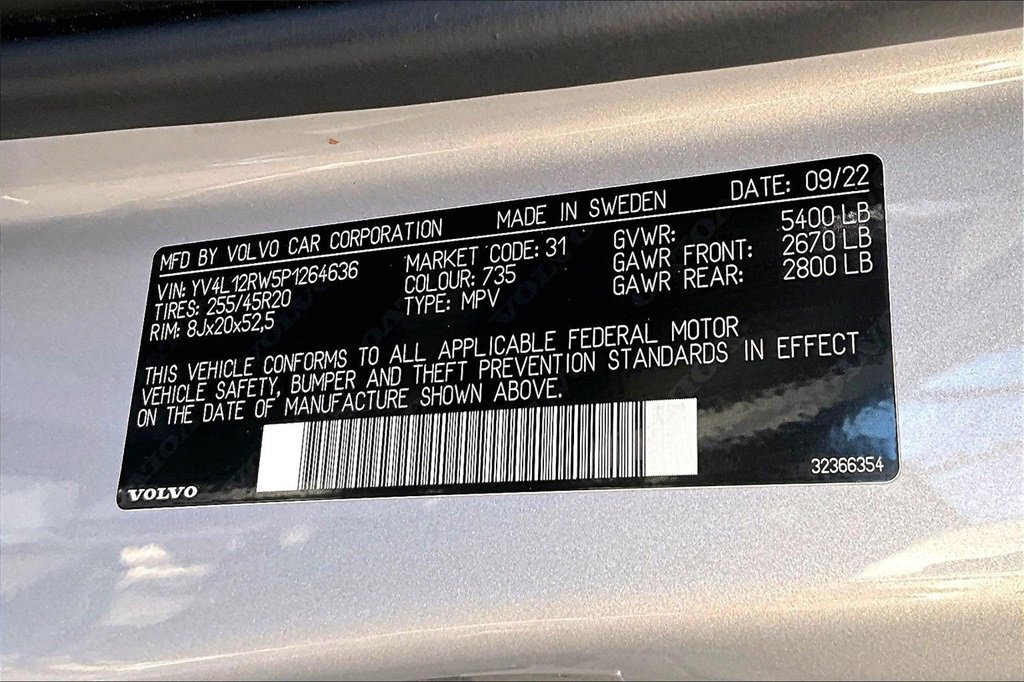 MFD BY VOLVO CAR CORPORATION MADE IN SWEDEN DATE: 09/22
VIN: YV4L12RW5P1264636 MARKET CODE: 31 GVWR: 5400 LB
TIRES: 255/45R20 COLOUR: 735 GAWR FRONT: 2670 LB
RIM: 8Jx20x52,5 TYPE: MPV GAWR REAR: 2800 LB
THIS VEHICLE CONFORMS TO ALL APPLICABLE FEDERAL MOTOR
VEHICLE SAFETY, BUMPER AND THEFT PREVENTION STANDARDS IN EFFECT
ON THE DATE OF MANUFACTURE SHOWN ABOVE.
VOLVO 32366354